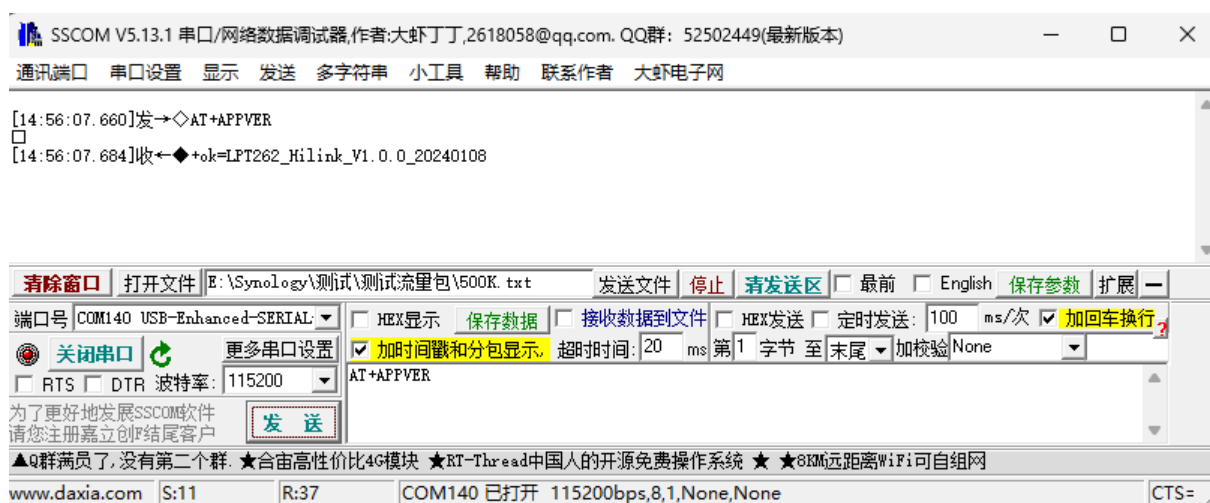 SSCOM V5.13.1 串口/网络数据调试器,作者:大虾丁丁,2618058@qq.com. QQ群: 52502449(最新版本)
通讯端口 串口设置 显示 发送 多字符串 小工具 帮助 联系作者 大虾电子网
[14:56:07.660]发→◇AT+APPVER
□
[14:56:07.684]收←◆+ok=LPT262_Hilink_V1.0.0_20240108
清除窗口 打开文件 E:\Synology\测试\测试流量包\500K.txt 发送文件 停止 清发送区 最前 English 保存参数 扩展 —
端口号 COM140 USB-Enhanced-SERIAL HEX显示 保存数据 接收数据到文件 HEX发送 定时发送: 100 ms/次 加回车换行 ?
关闭串口 更多串口设置 加时间戳和分包显示, 超时时间: 20 ms 第1 字节 至 末尾 加校验 None
RTS DTR 波特率: 115200 AT+APPVER
为了更好地发展SSCOM软件
请您注册嘉立创F结尾客户 发 送
▲Q群满员了,没有第二个群. ★合宙高性价比4G模块 ★RT-Thread中国人的开源免费操作系统 ★ ★8KM远距离WiFi可自组网
www.daxia.com S:11 R:37 COM140 已打开 115200bps,8,1,None,None CTS=